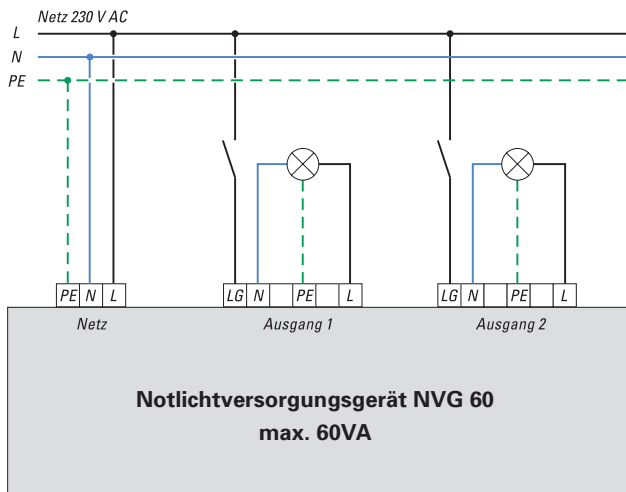 Netz 230 V AC
L
N
PE
PE N L
LG N PE L
LG N PE L
Netz
Ausgang 1
Ausgang 2
Notlichtversorgungsgerät NVG 60
max. 60VA